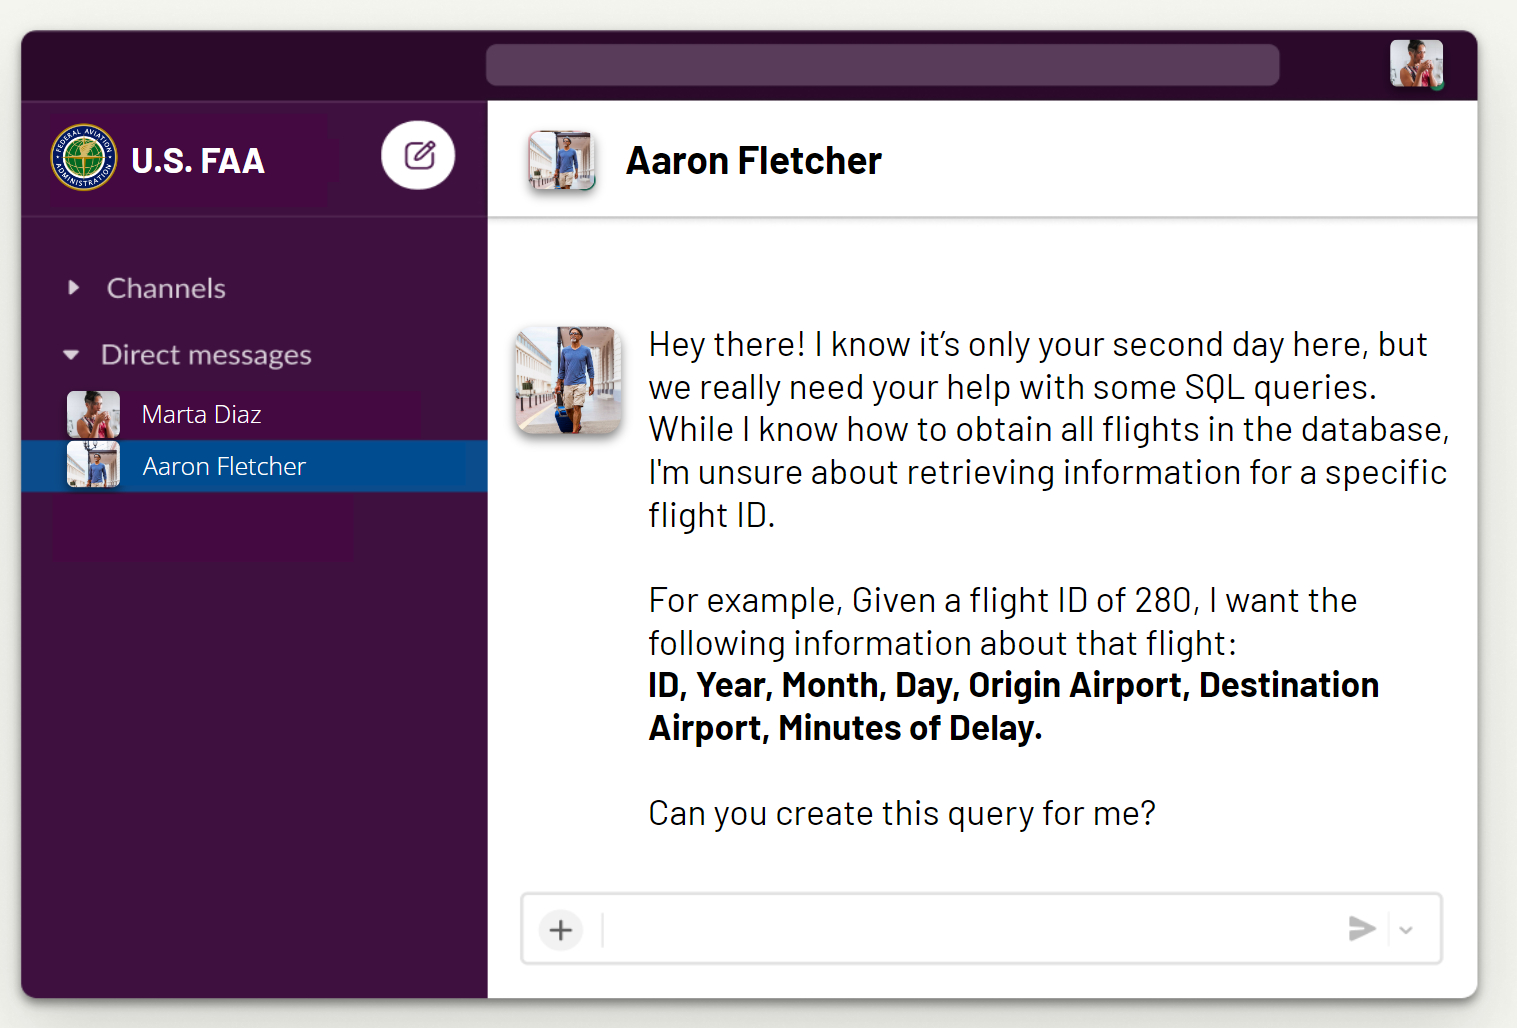 FEDERAL AVIATION
ADMINISTRATION
U.S. FAA
Channels
Direct messages
Marta Diaz
Aaron Fletcher
Aaron Fletcher
Hey there! I know it’s only your second day here, but
we really need your help with some SQL queries.
While I know how to obtain all flights in the database,
I'm unsure about retrieving information for a specific
flight ID.
For example, Given a flight ID of 280, I want the
following information about that flight:
ID, Year, Month, Day, Origin Airport, Destination
Airport, Minutes of Delay.
Can you create this query for me?